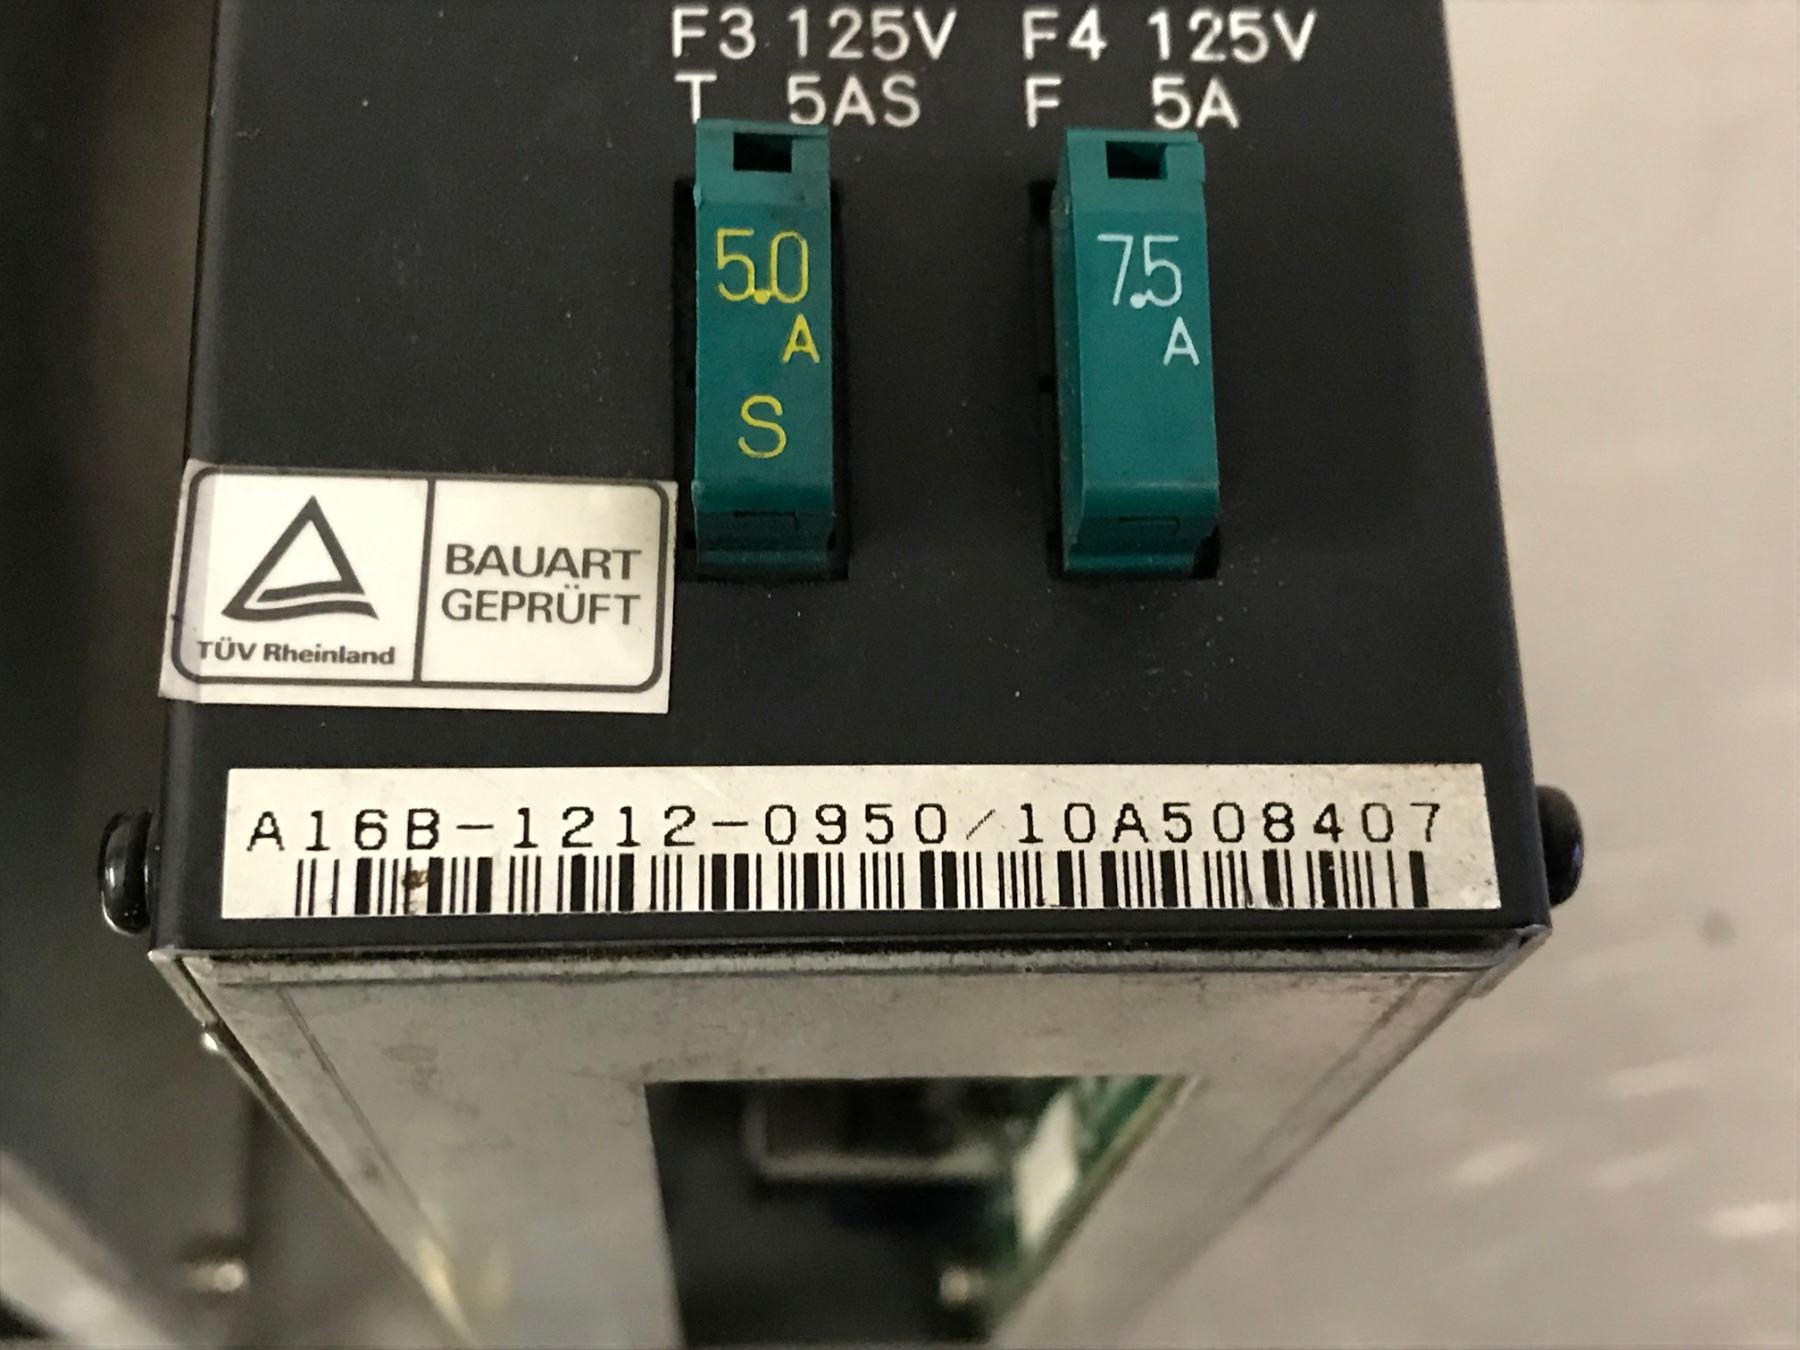 F3 125V
T 5AS
F4 125V
F 5A
5.0
A
S
7.5
A
BAUART
GEPRÜFT
TÜV Rheinland
A16B-1212-0950/10A508407